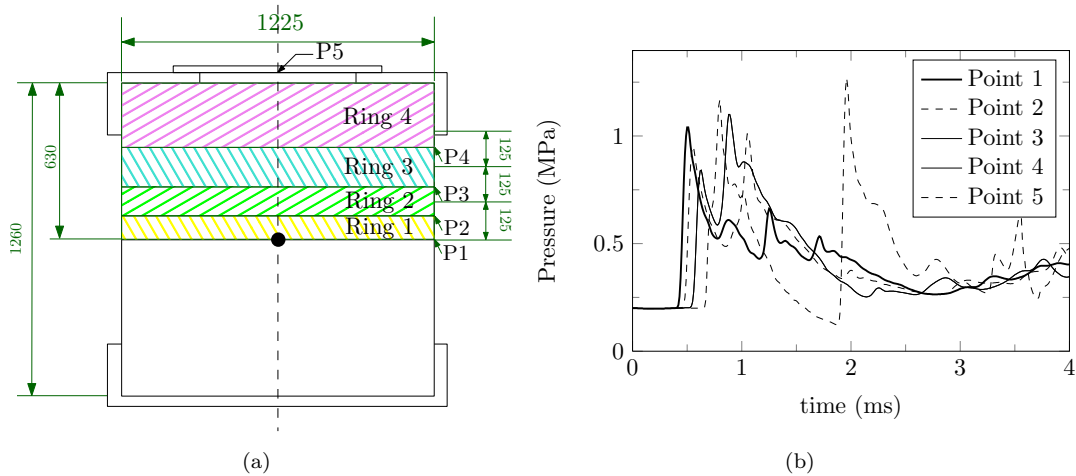 1225
P5
Ring 4
630
P4
125
Ring 3
125
1260
P3
Ring 2
125
P2
Ring 1
P1
(a)
Pressure (MPa)
1
0.5
0
0
1
2
3
4
time (ms)
Point 1
Point 2
Point 3
Point 4
Point 5
(b)